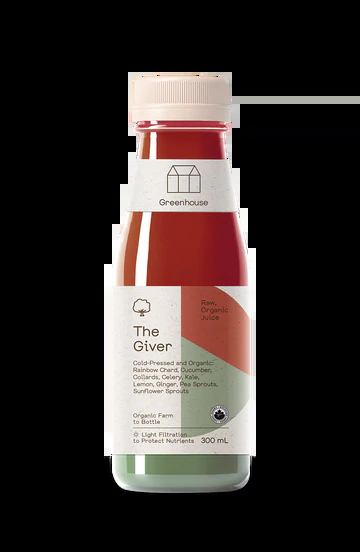 Greenhouse
Raw,
Organic
Juice
The
Giver
Cold-Pressed and Organic:
Rainbow Chard, Cucumber,
Collards, Celery, Kale,
Lemon, Ginger, Pea Sprouts,
Sunflower Sprouts
Organic Farm
to Bottle
Light Filtration
to Protect Nutrients
300 mL